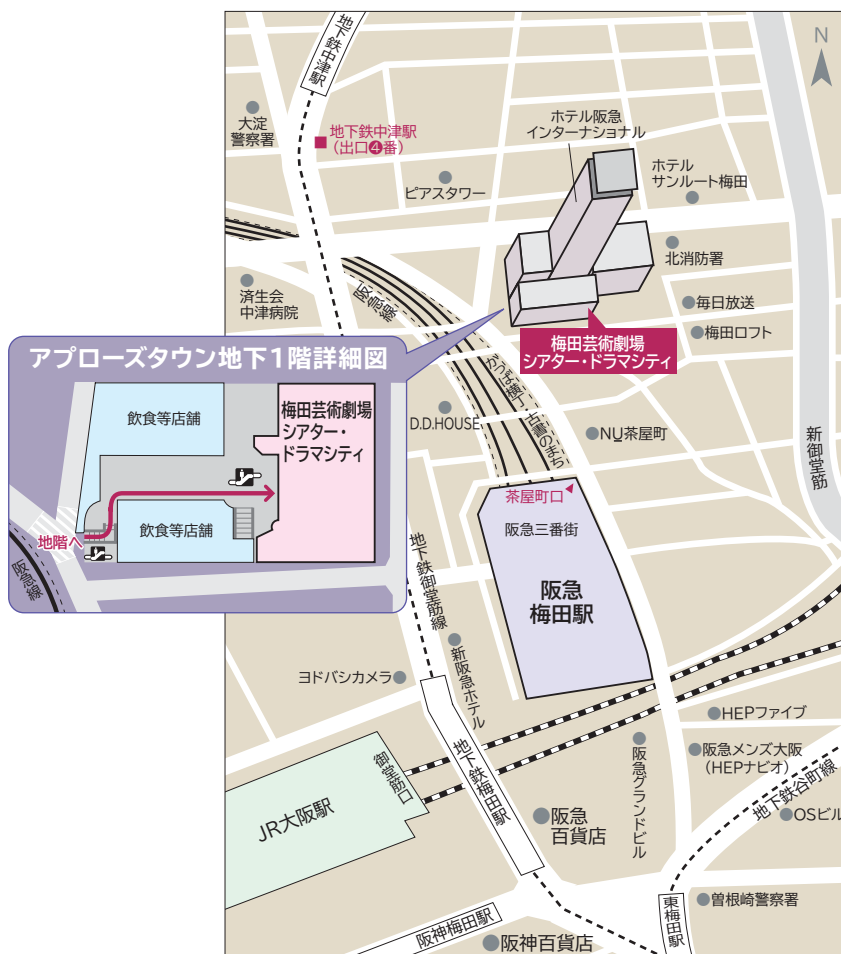 N
地下鉄中津駅
大淀
警察署
地下鉄中津駅
(出口❹番)
ホテル阪急
インターナショナル
ピアスタワー
ホテル
サンルート梅田
北消防署
済生会
中津病院
阪急線
毎日放送
梅田ロフト
梅田芸術劇場
シアター・ドラマシティ
アプローズタウン地下1階詳細図
飲食等店舗
梅田芸術劇場
シアター・
ドラマシティ
飲食等店舗
地階へ
阪急線
かっぱ横丁・古書のまち
D.D.HOUSE
NU茶屋町
新御堂筋
茶屋町口
阪急三番街
阪急
梅田駅
地下鉄御堂筋線
新阪急ホテル
ヨドバシカメラ
HEPファイブ
阪急メンズ大阪
(HEPナビオ)
地下鉄谷町線
OSビル
御堂筋口
JR大阪駅
地下鉄梅田駅
阪急グランドビル
阪急
百貨店
曽根崎警察署
東梅田駅
阪神梅田駅
阪神百貨店